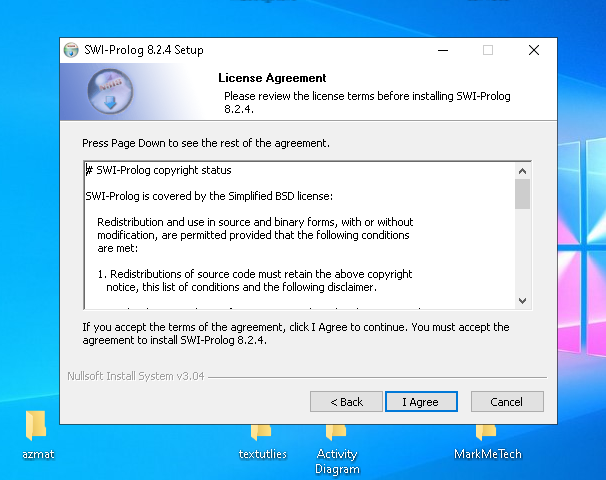 SWI-Prolog 8.2.4 Setup
License Agreement
Please review the license terms before installing SWI-Prolog
8.2.4.
Press Page Down to see the rest of the agreement.
# SWI-Prolog copyright status
SWI-Prolog is covered by the Simplified BSD license:
Redistribution and use in source and binary forms, with or without
modification, are permitted provided that the following conditions
are met:
1. Redistributions of source code must retain the above copyright
notice, this list of conditions and the following disclaimer.
If you accept the terms of the agreement, click I Agree to continue. You must accept the
agreement to install SWI-Prolog 8.2.4.
Nullsoft Install System v3.04
< Back
I Agree
Cancel
azmat
textutlies
Activity
Diagram
MarkMeTech